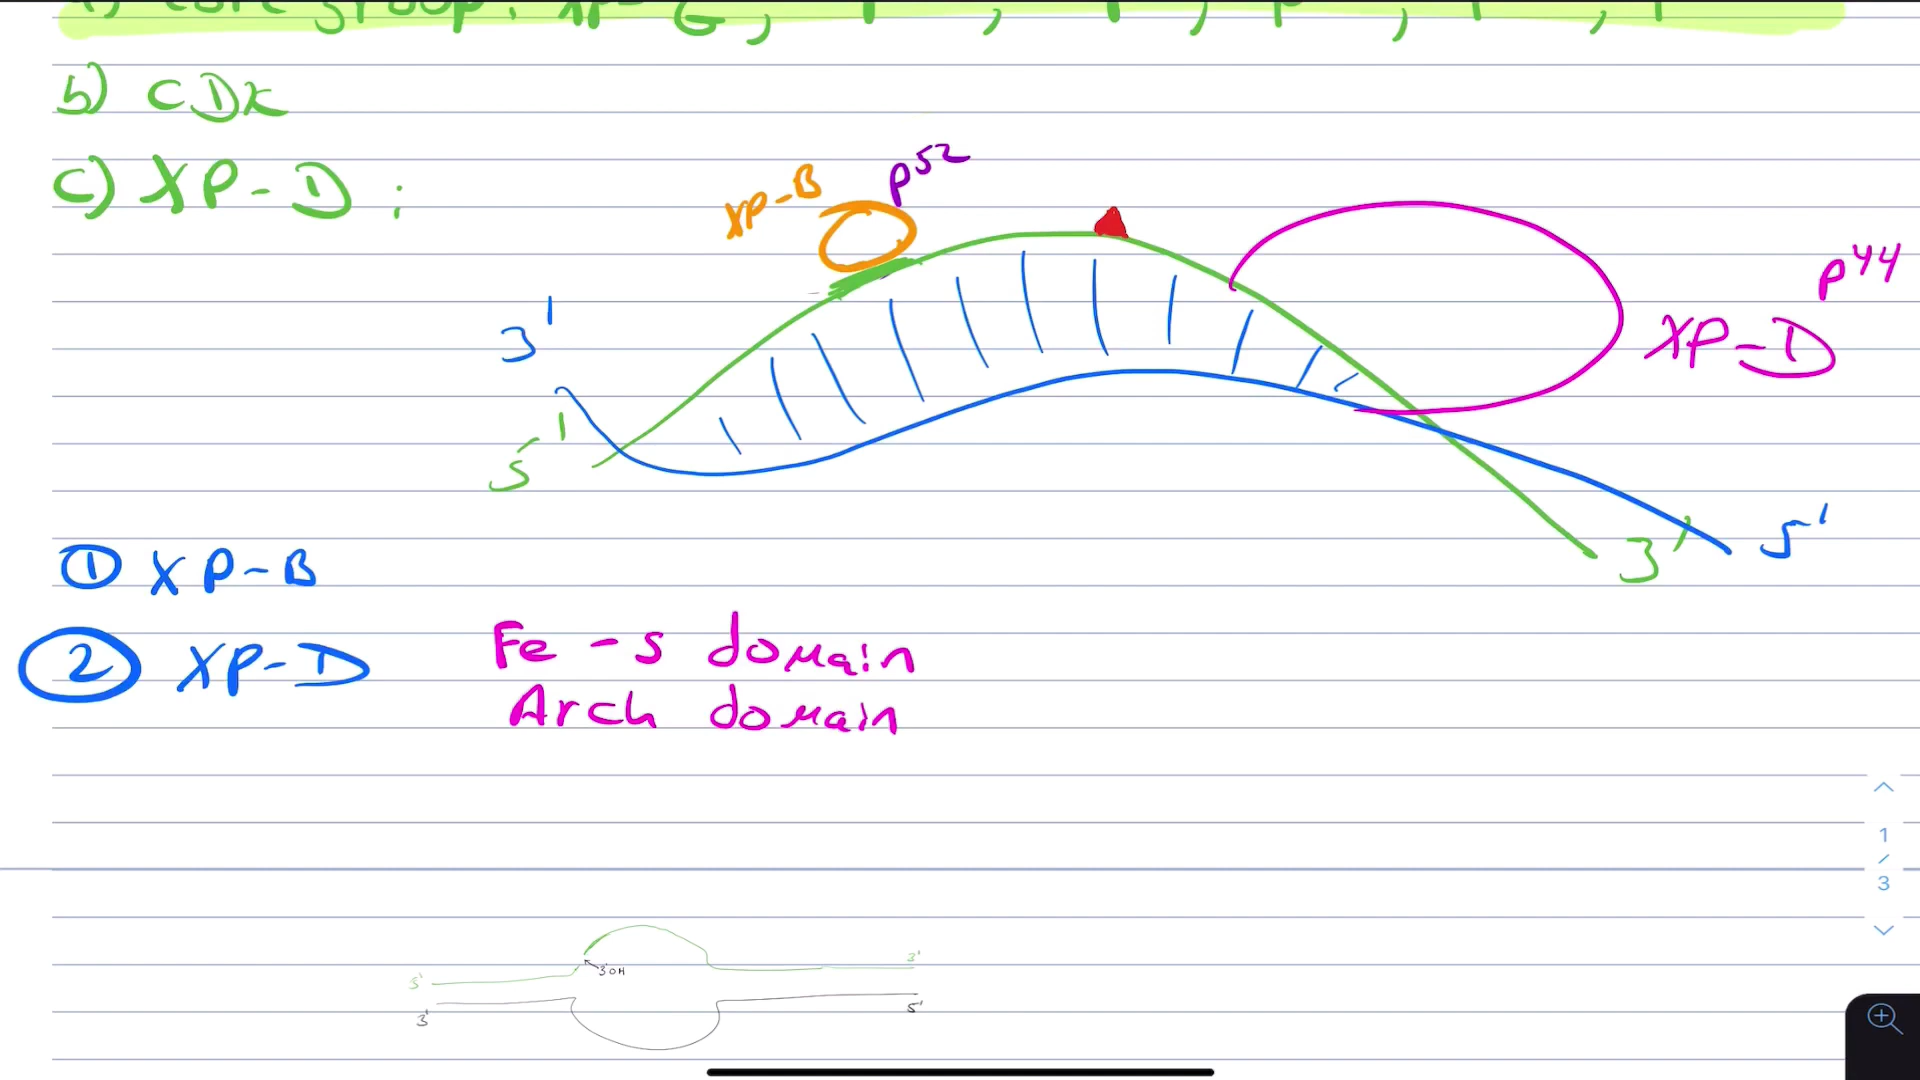 b) CDK
c) XP-D :
XP-B p52
p44
XP-D
3'
5'
3' 5'
① XP-B
② XP-D
Fe-S domain
Arch domain
1
/
3
5' 3'OH 3'
3' 5'